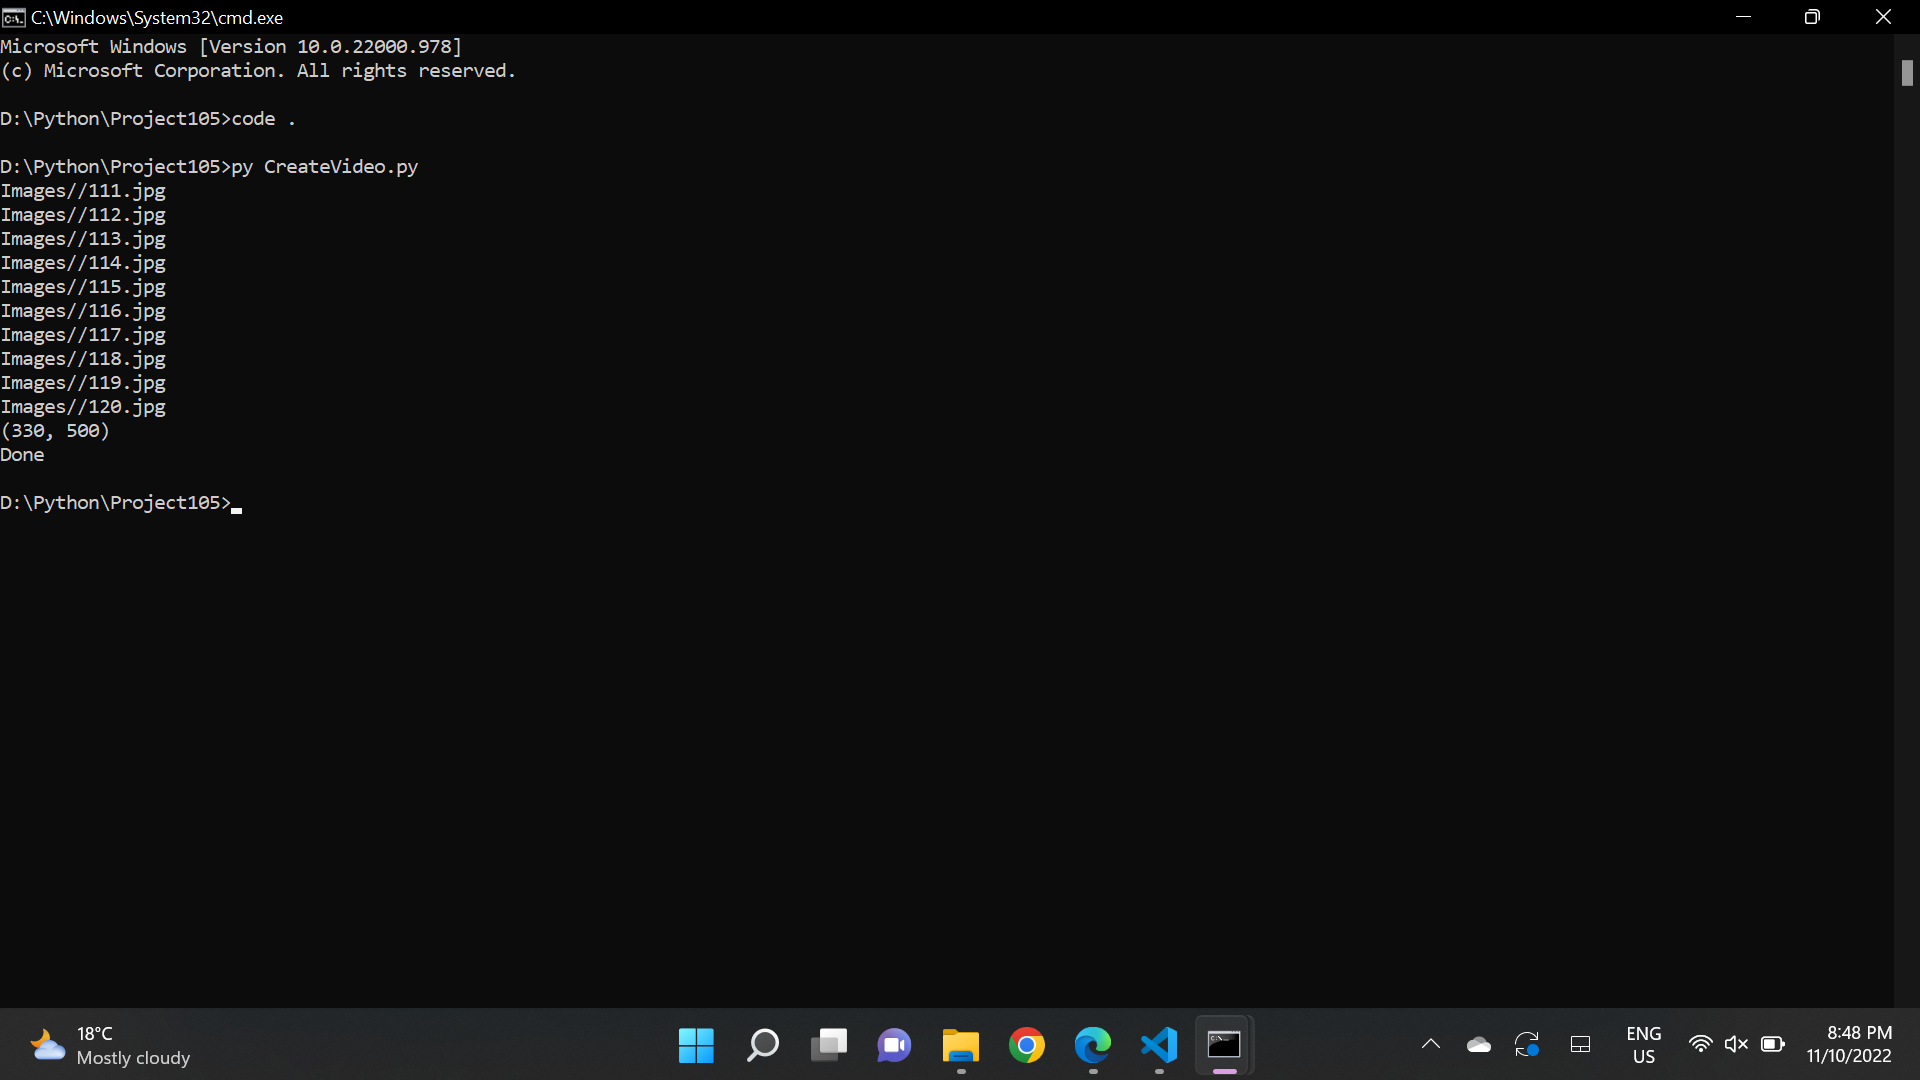 C:\Windows\System32\cmd.exe
Microsoft Windows [Version 10.0.22000.978]
(c) Microsoft Corporation. All rights reserved.
D:\Python\Project105>code .
D:\Python\Project105>py CreateVideo.py
Images//111.jpg
Images//112.jpg
Images//113.jpg
Images//114.jpg
Images//115.jpg
Images//116.jpg
Images//117.jpg
Images//118.jpg
Images//119.jpg
Images//120.jpg
(330, 500)
Done
D:\Python\Project105>
18°C
Mostly cloudy
ENG
US
8:48 PM
11/10/2022